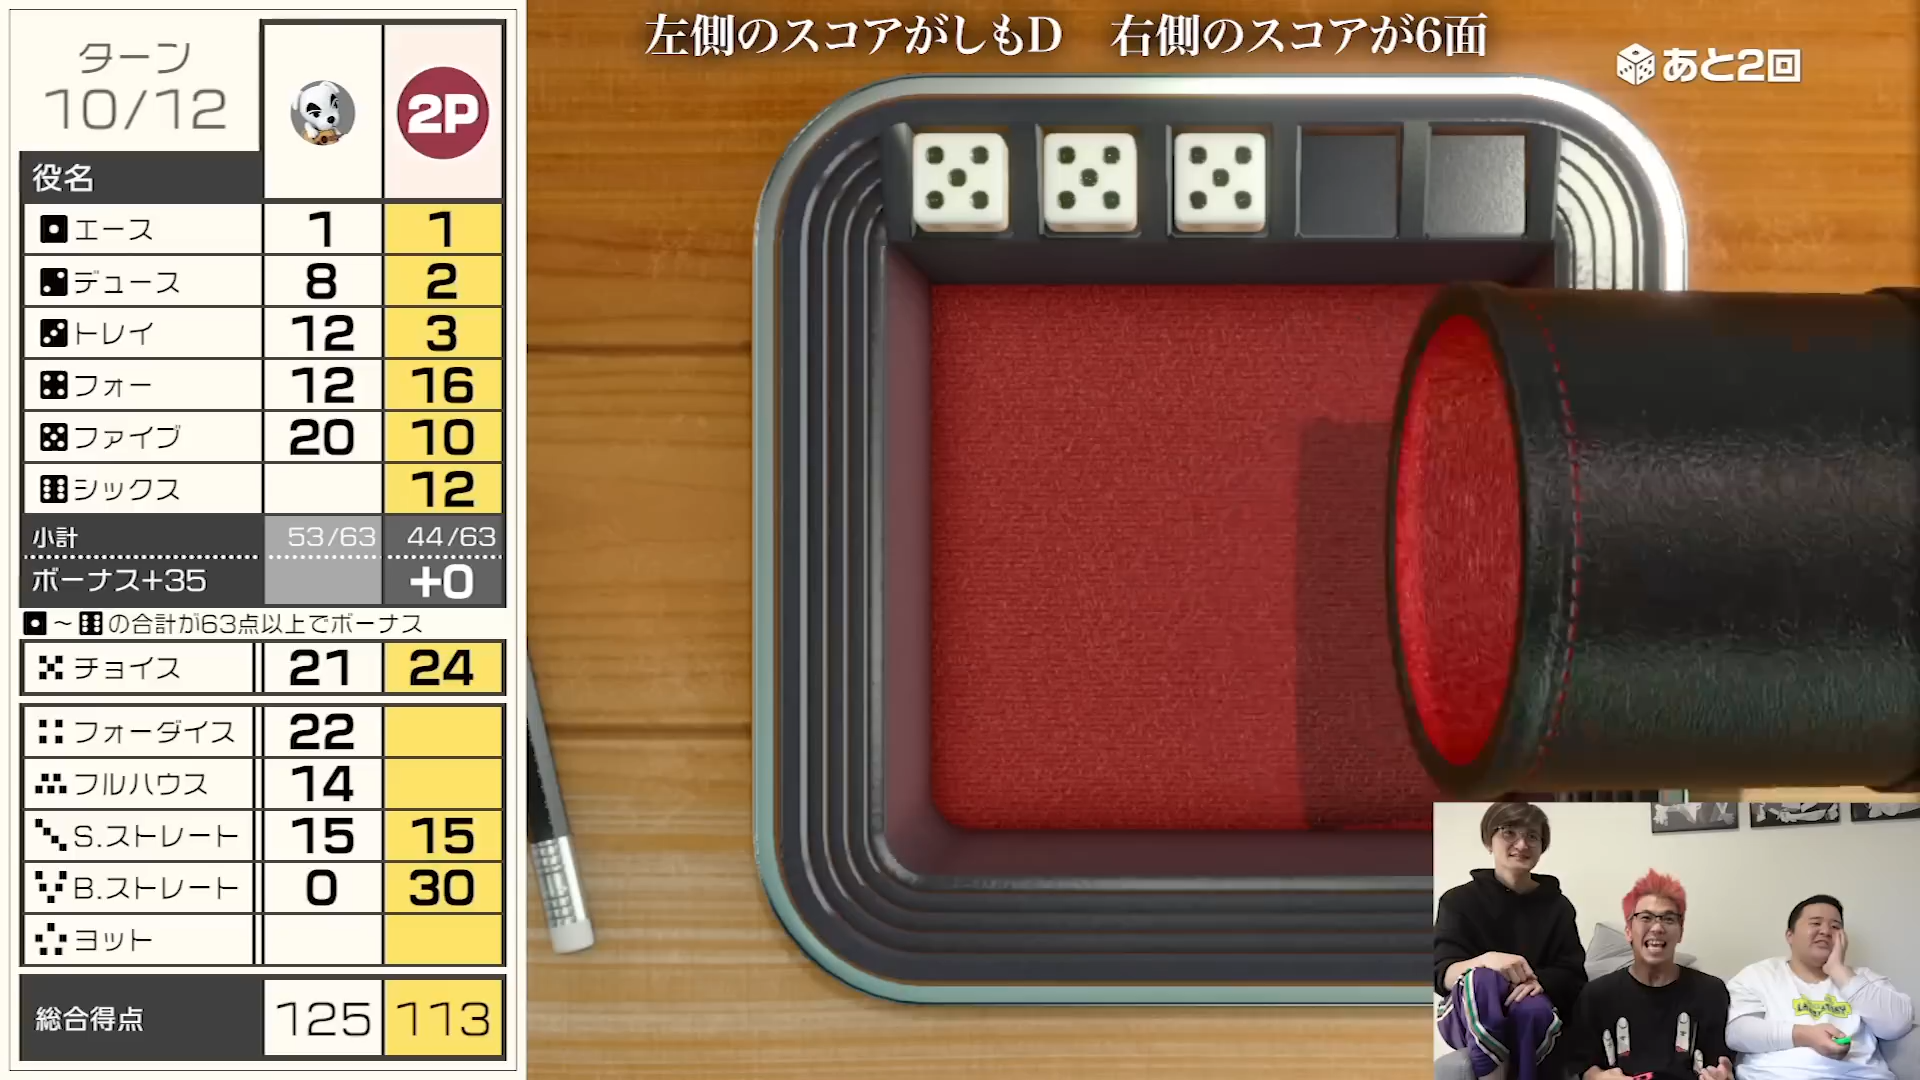 左側のスコアがしもD 右側のスコアが6面
あと2回
ターン
10/12
2P
役名
エース 1 1
デュース 8 2
トレイ 12 3
フォー 12 16
ファイブ 20 10
シックス 12
小計 53/63 44/63
ボーナス+35 +0
~の合計が63点以上でボーナス
チョイス 21 24
フォーダイス 22
フルハウス 14
S.ストレート 15 15
B.ストレート 0 30
ヨット
総合得点 125 113